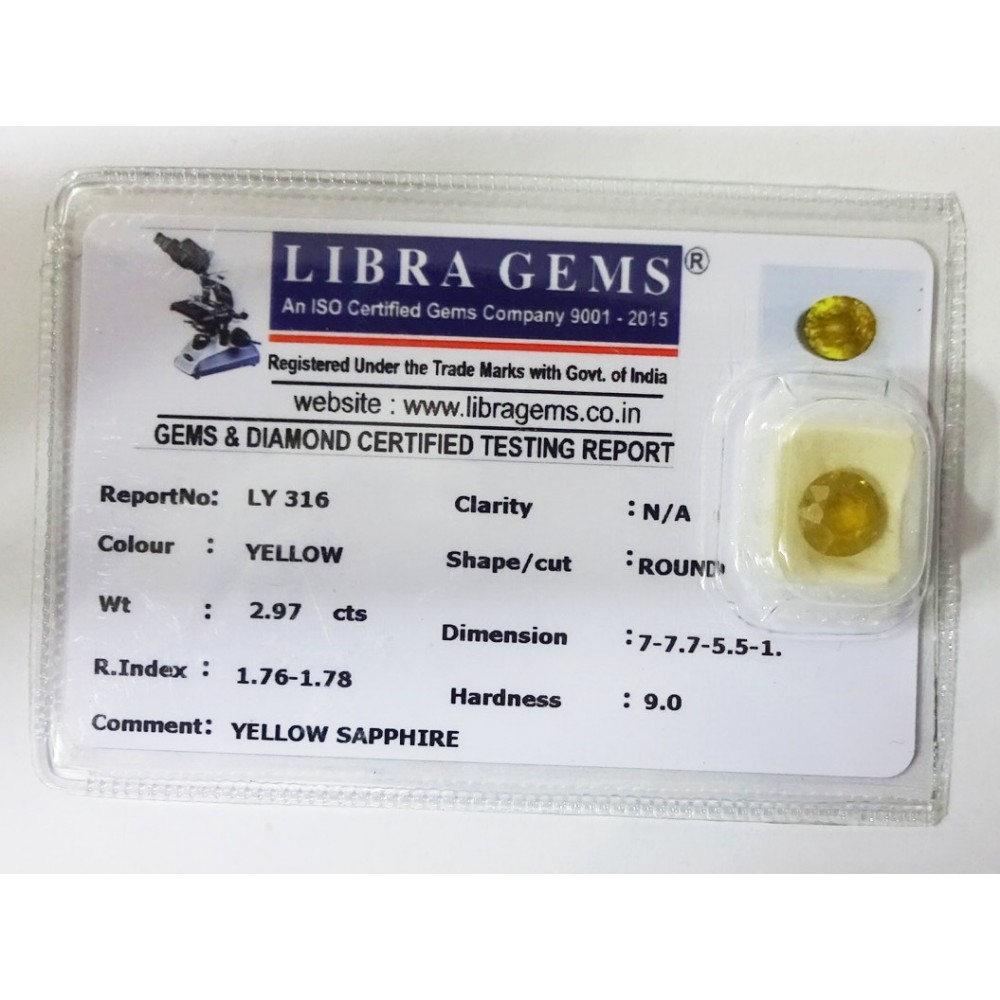 LIBRA GEMS ®
An ISO Certified Gems Company 9001 - 2015
Registered Under the Trade Marks with Govt. of India
website : www.libragems.co.in
GEMS & DIAMOND CERTIFIED TESTING REPORT
ReportNo: LY 316
Clarity : N/A
Colour : YELLOW
Shape/cut : ROUND
Wt : 2.97 cts
Dimension : 7-7.7-5.5-1.
R.Index : 1.76-1.78
Hardness : 9.0
Comment: YELLOW SAPPHIRE